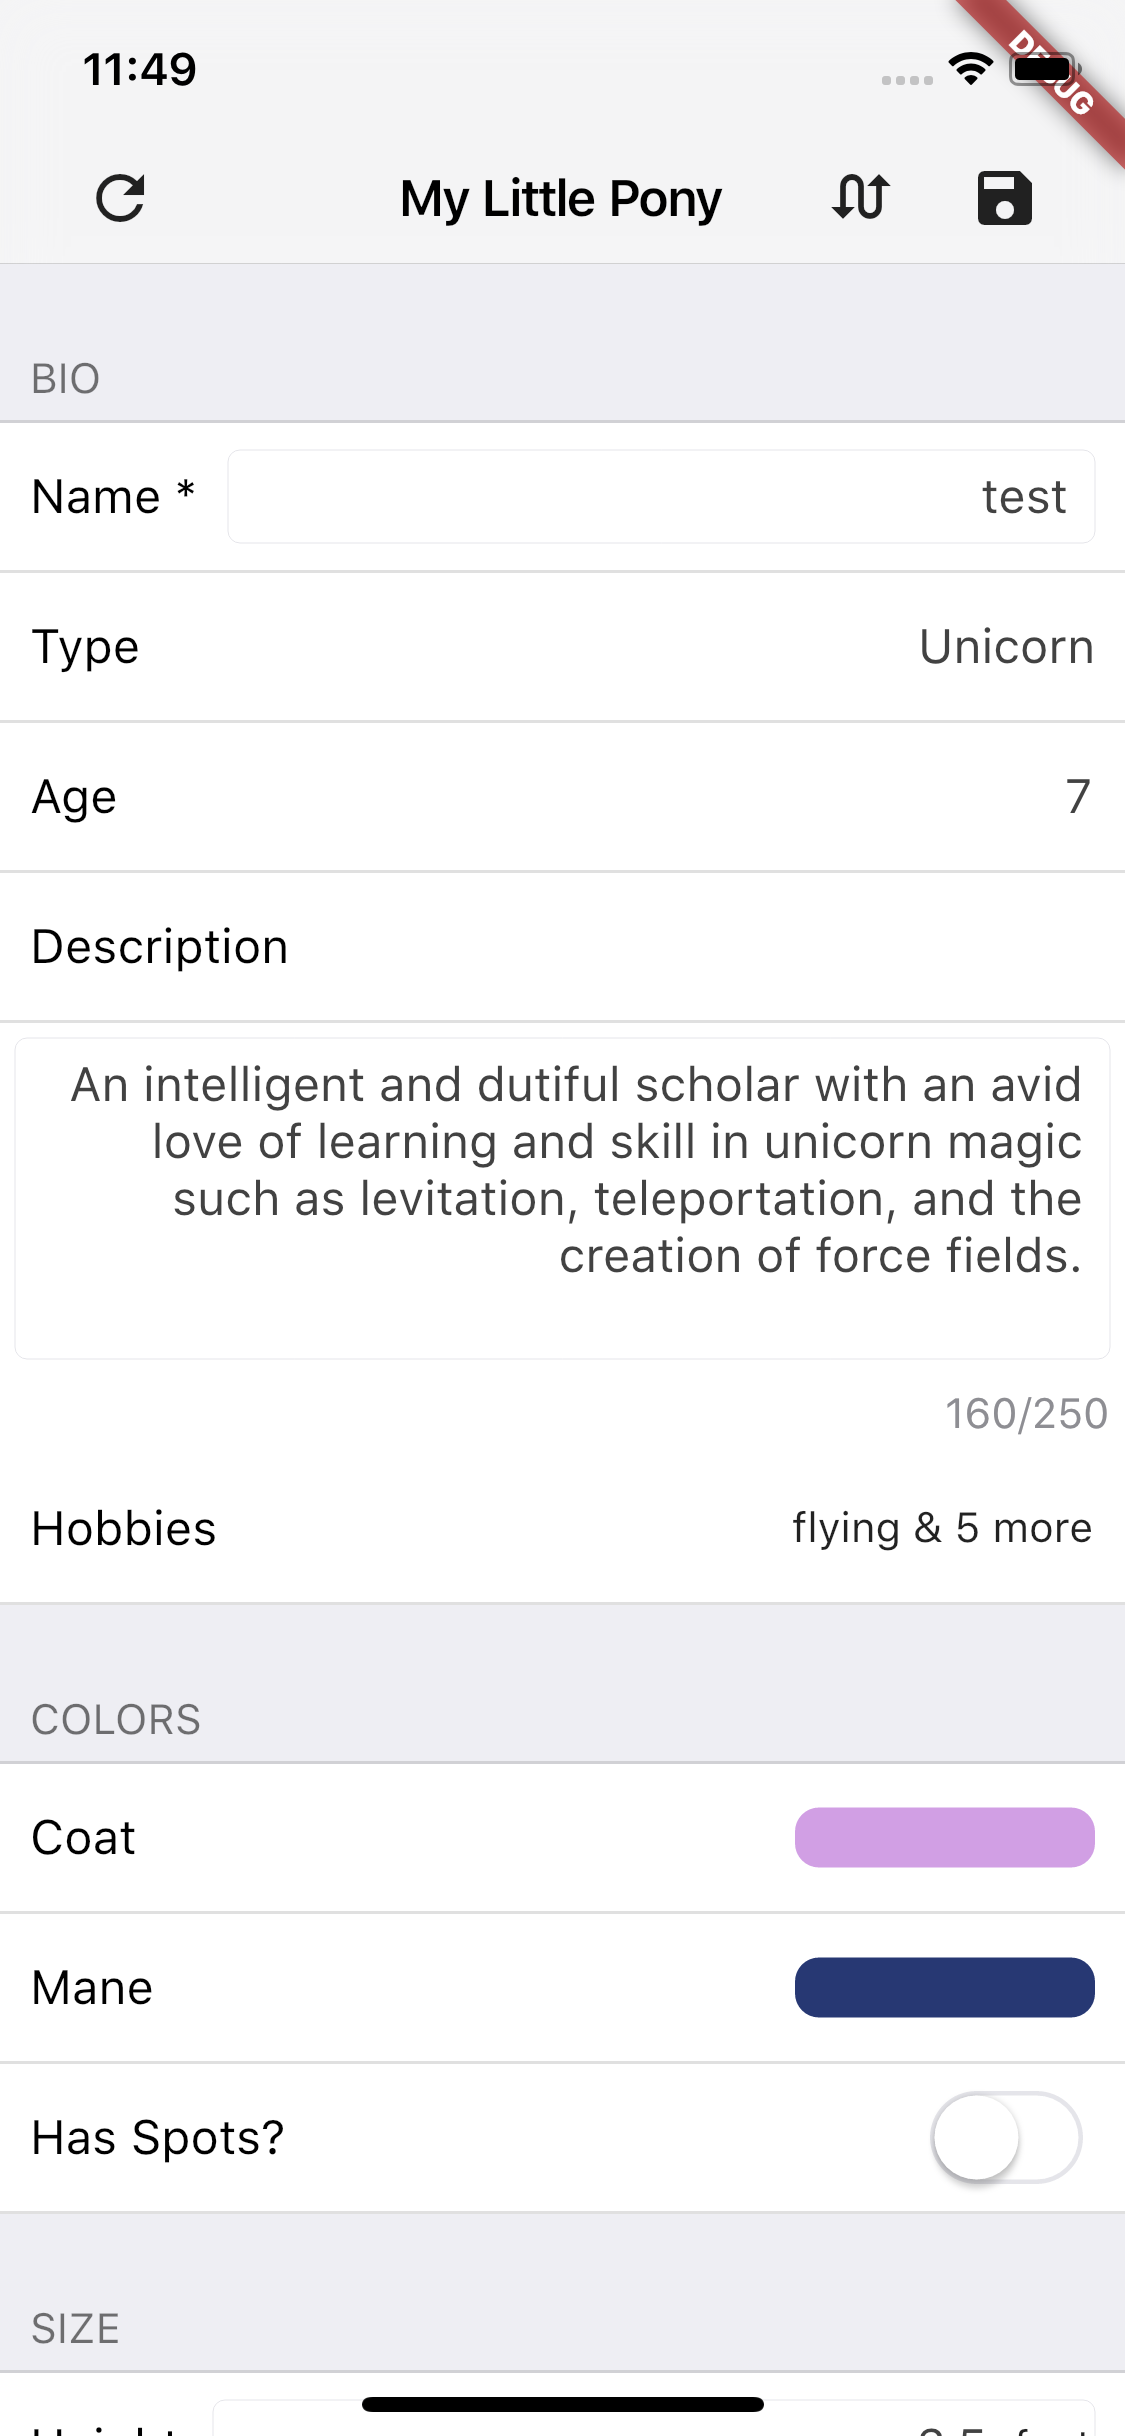 11:49
DEBUG
My Little Pony
BIO
Name * test
Type Unicorn
Age 7
Description
An intelligent and dutiful scholar with an avid
love of learning and skill in unicorn magic
such as levitation, teleportation, and the
creation of force fields.
160/250
Hobbies flying & 5 more
COLORS
Coat
Mane
Has Spots?
SIZE